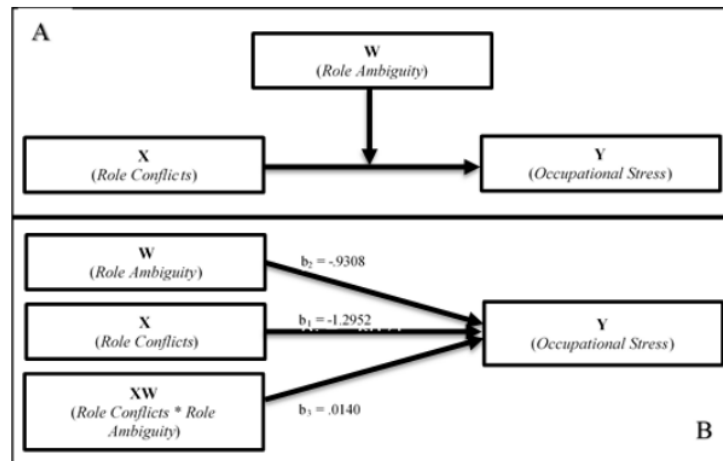 A
W
(Role Ambiguity)
X
(Role Conflicts)
Y
(Occupational Stress)
W
(Role Ambiguity)
b₂ = -.9308
X
(Role Conflicts)
b₁ = -1.2952
Y
(Occupational Stress)
XW
(Role Conflicts * Role
Ambiguity)
b₃ = .0140
B